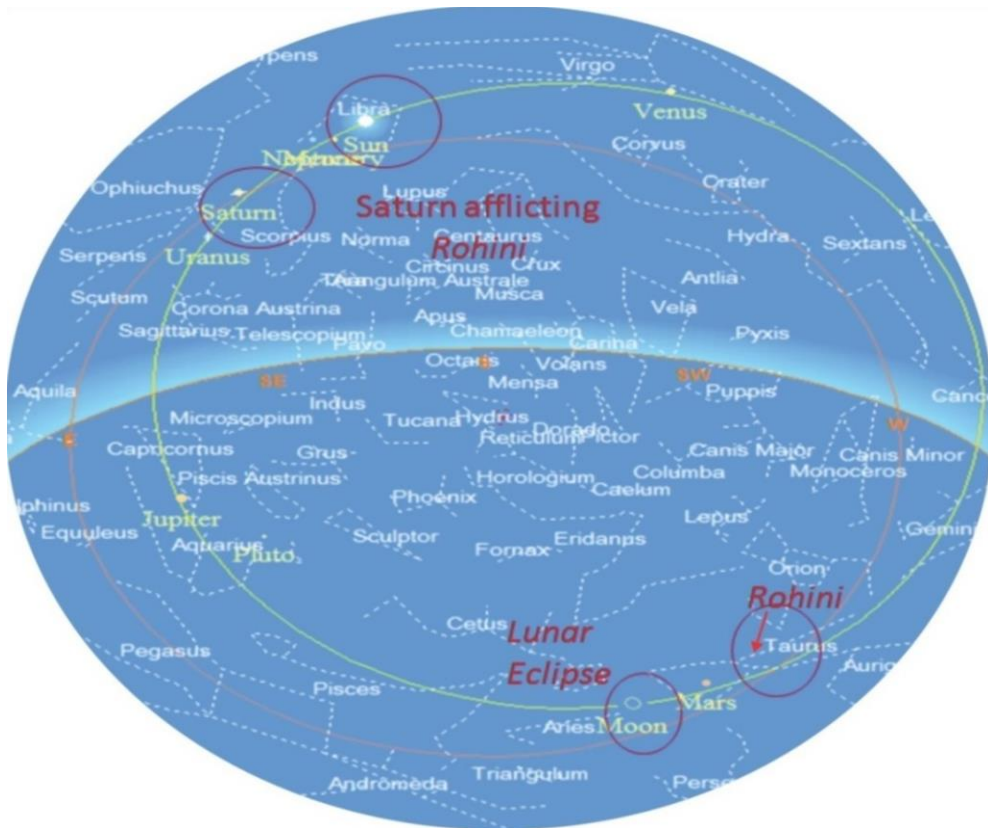 rpens
Virgo
Venus
Libra
Sun
Mercury
Corvus
Ophiuchus
Lupus
Crater
Saturn
Saturn afflicting
Rohini
Scorpius
Norma
Centaurus
Hydra
Sextans
Le
Uranus
Serpens
Circinus
Crux
Triangulum Australe
Antlia
Scutum
Musca
Corona Austrina
Apus
Vela
Sagittarius
Telescopium
Pavo
Chamaeleon
Carina
Pyxis
Octans
S
Volans
SE
Mensa
SW
Puppis
Aquila
Canc
Indus
Microscopium
Tucana
Hydrus
Dorado
Reticulum
Pictor
E
W
Capricornus
Grus
Canis Major
Canis Minor
Monoceros
Piscis Austrinus
Horologium
Columba
Caelum
Phoenix
lphinus
Jupiter
Lepus
Gemini
Equuleus
Aquarius
Pluto
Sculptor
Fornax
Eridanus
Orion
Rohini
Cetus
Lunar
Eclipse
Taurus
Pegasus
Auric
Pisces
Mars
Aries
Moon
Andromeda
Triangulum
Perse